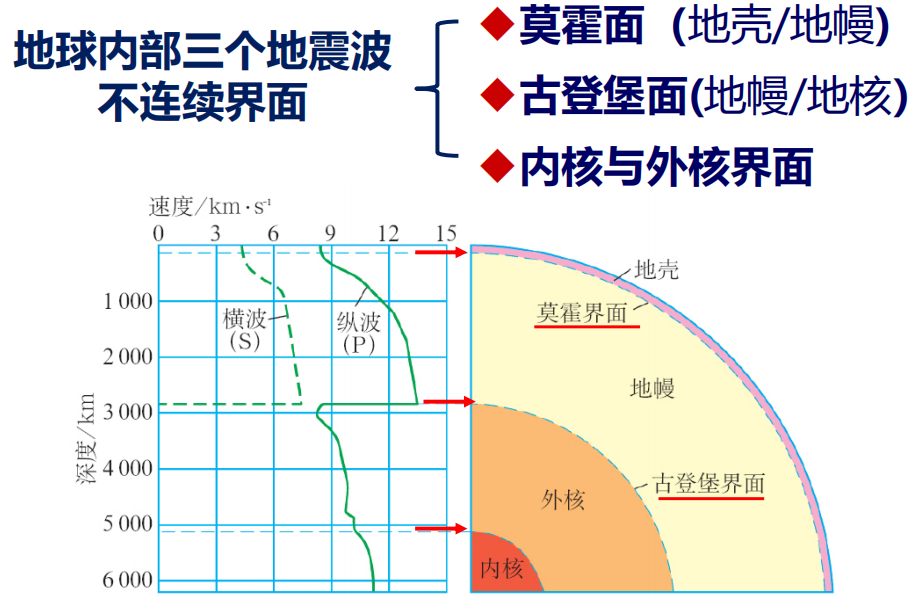 地球内部三个地震波
不连续界面
◆莫霍面 (地壳/地幔)
◆古登堡面(地幔/地核)
◆内核与外核界面
速度/km·s⁻¹
0 3 6 9 12 15
1 000
2 000
3 000
4 000
5 000
6 000
深度/km
横波
(S)
纵波
(P)
地壳
莫霍界面
地幔
古登堡界面
外核
内核